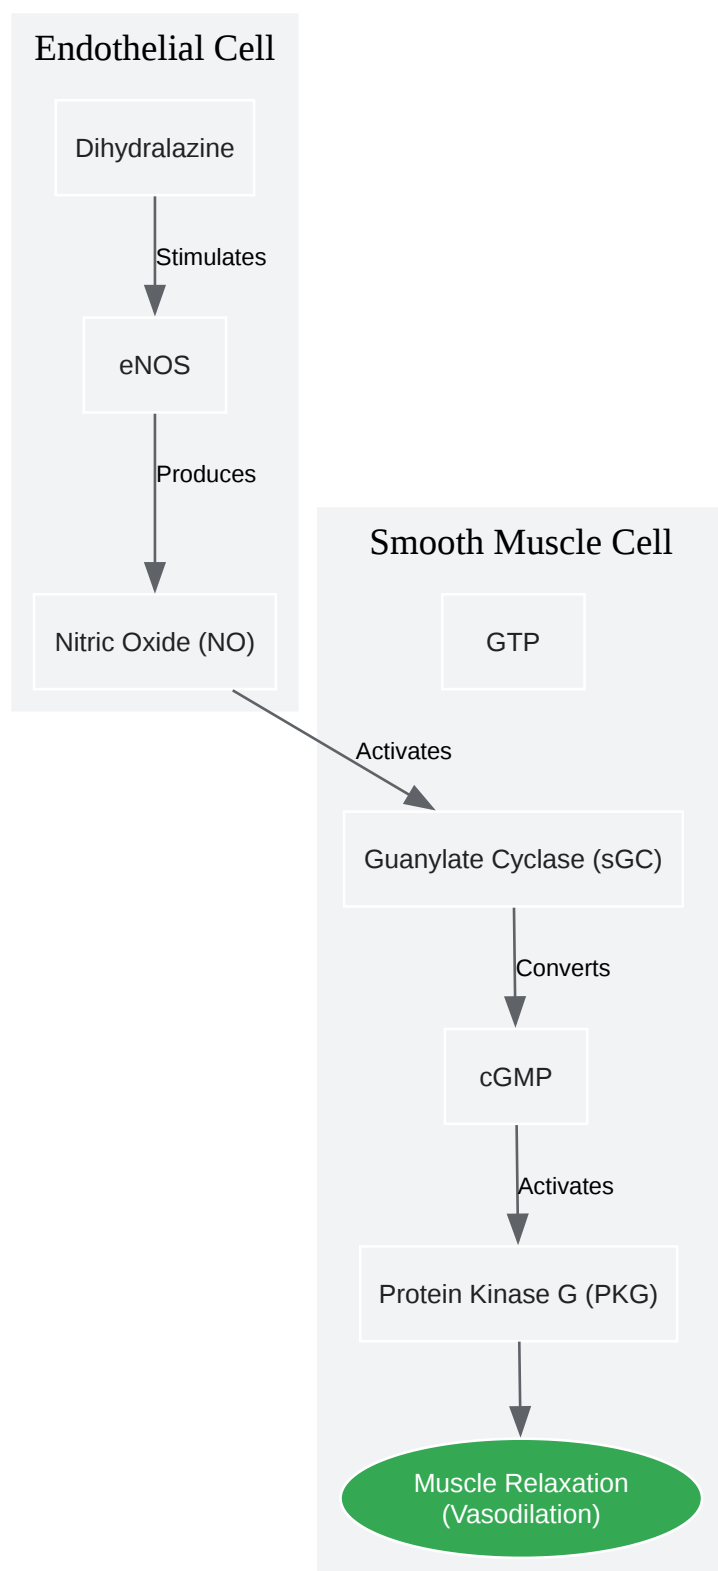 Endothelial Cell
Dihydralazine
Stimulates
eNOS
Produces
Nitric Oxide (NO)
Smooth Muscle Cell
GTP
Activates
Guanylate Cyclase (sGC)
Converts
cGMP
Activates
Protein Kinase G (PKG)
Muscle Relaxation
(Vasodilation)